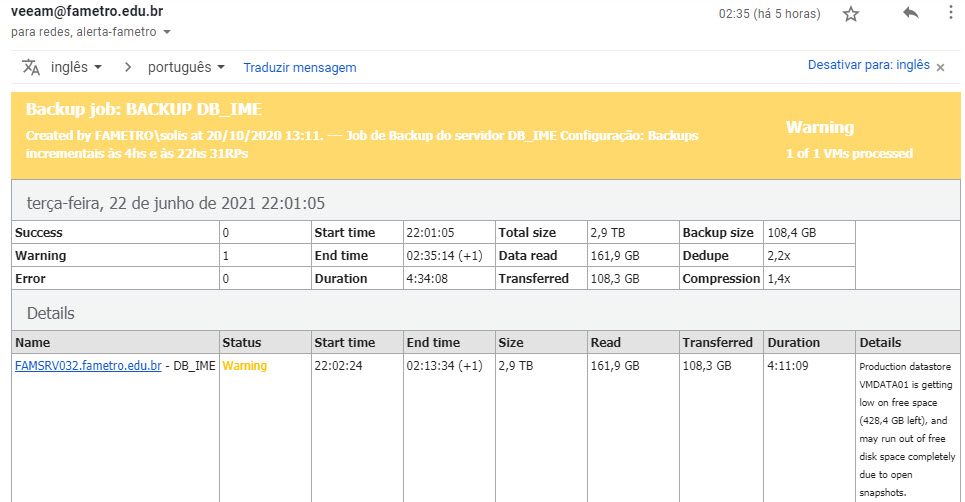 veeam@fametro.edu.br
02:35 (há 5 horas)
para redes, alerta-fametro
inglês
português
Traduzir mensagem
Desativar para: inglês
Backup job: BACKUP DB_IME
Created by FAMETRO\solis at 20/10/2020 13:11. --- Job de Backup do servidor DB_IME Configuração: Backups
incrementais às 4hs e às 22hs 31RPs
Warning
1 of 1 VMs processed
terça-feira, 22 de junho de 2021 22:01:05
Success 0 Start time 22:01:05 Total size 2,9 TB Backup size 108,4 GB
Warning 1 End time 02:35:14 (+1) Data read 161,9 GB Dedupe 2,2x
Error 0 Duration 4:34:08 Transferred 108,3 GB Compression 1,4x
Details
Name Status Start time End time Size Read Transferred Duration Details
FAMSRV032.fametro.edu.br - DB_IME Warning 22:02:24 02:13:34 (+1) 2,9 TB 161,9 GB 108,3 GB 4:11:09 Production datastore
VMDATA01 is getting
low on free space
(428,4 GB left), and
may run out of free
disk space completely
due to open
snapshots.